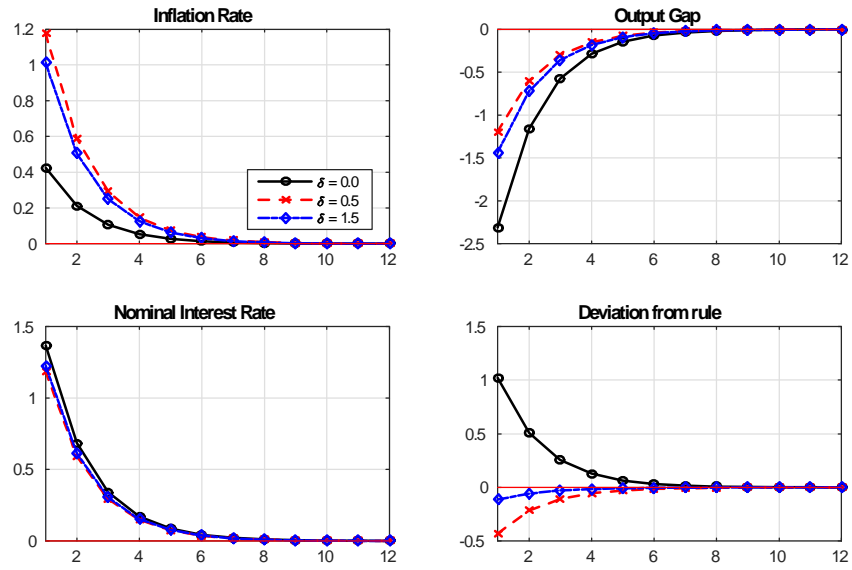 Inflation Rate
1.2
1
0.8
0.6
0.4
0.2
0
2 4 6 8 10 12
δ = 0.0
δ = 0.5
δ = 1.5
Output Gap
0
-0.5
-1
-1.5
-2
-2.5
2 4 6 8 10 12
Nominal Interest Rate
1.5
1
0.5
0
2 4 6 8 10 12
Deviation from rule
1.5
1
0.5
0
-0.5
2 4 6 8 10 12